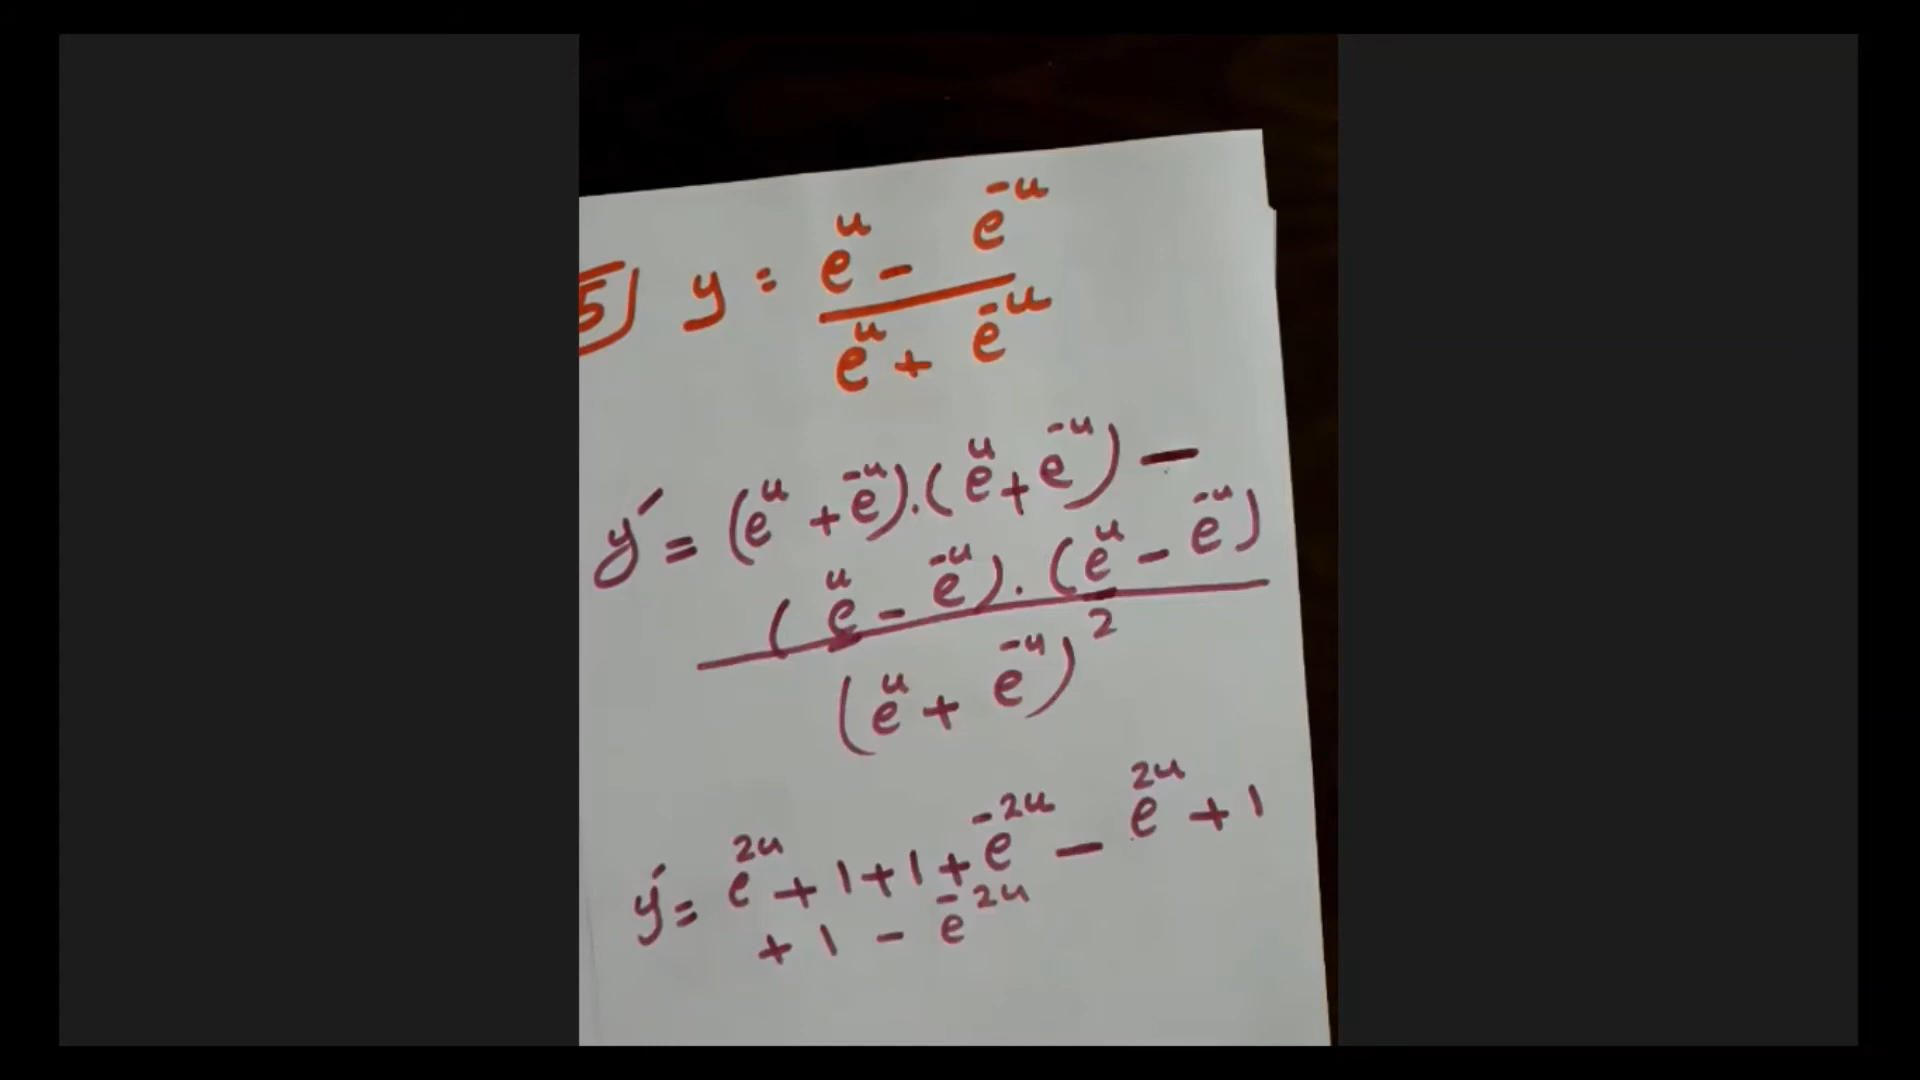 5) y = (e^u - e^-u) / (e^u + e^-u)
y' = (e^u + e^-u).(e^u + e^-u) -
(e^u - e^-u).(e^u - e^-u)
(e^u + e^-u)^2
y' = e^2u + 1 + 1 + e^-2u - e^2u + 1
+ 1 - e^-2u